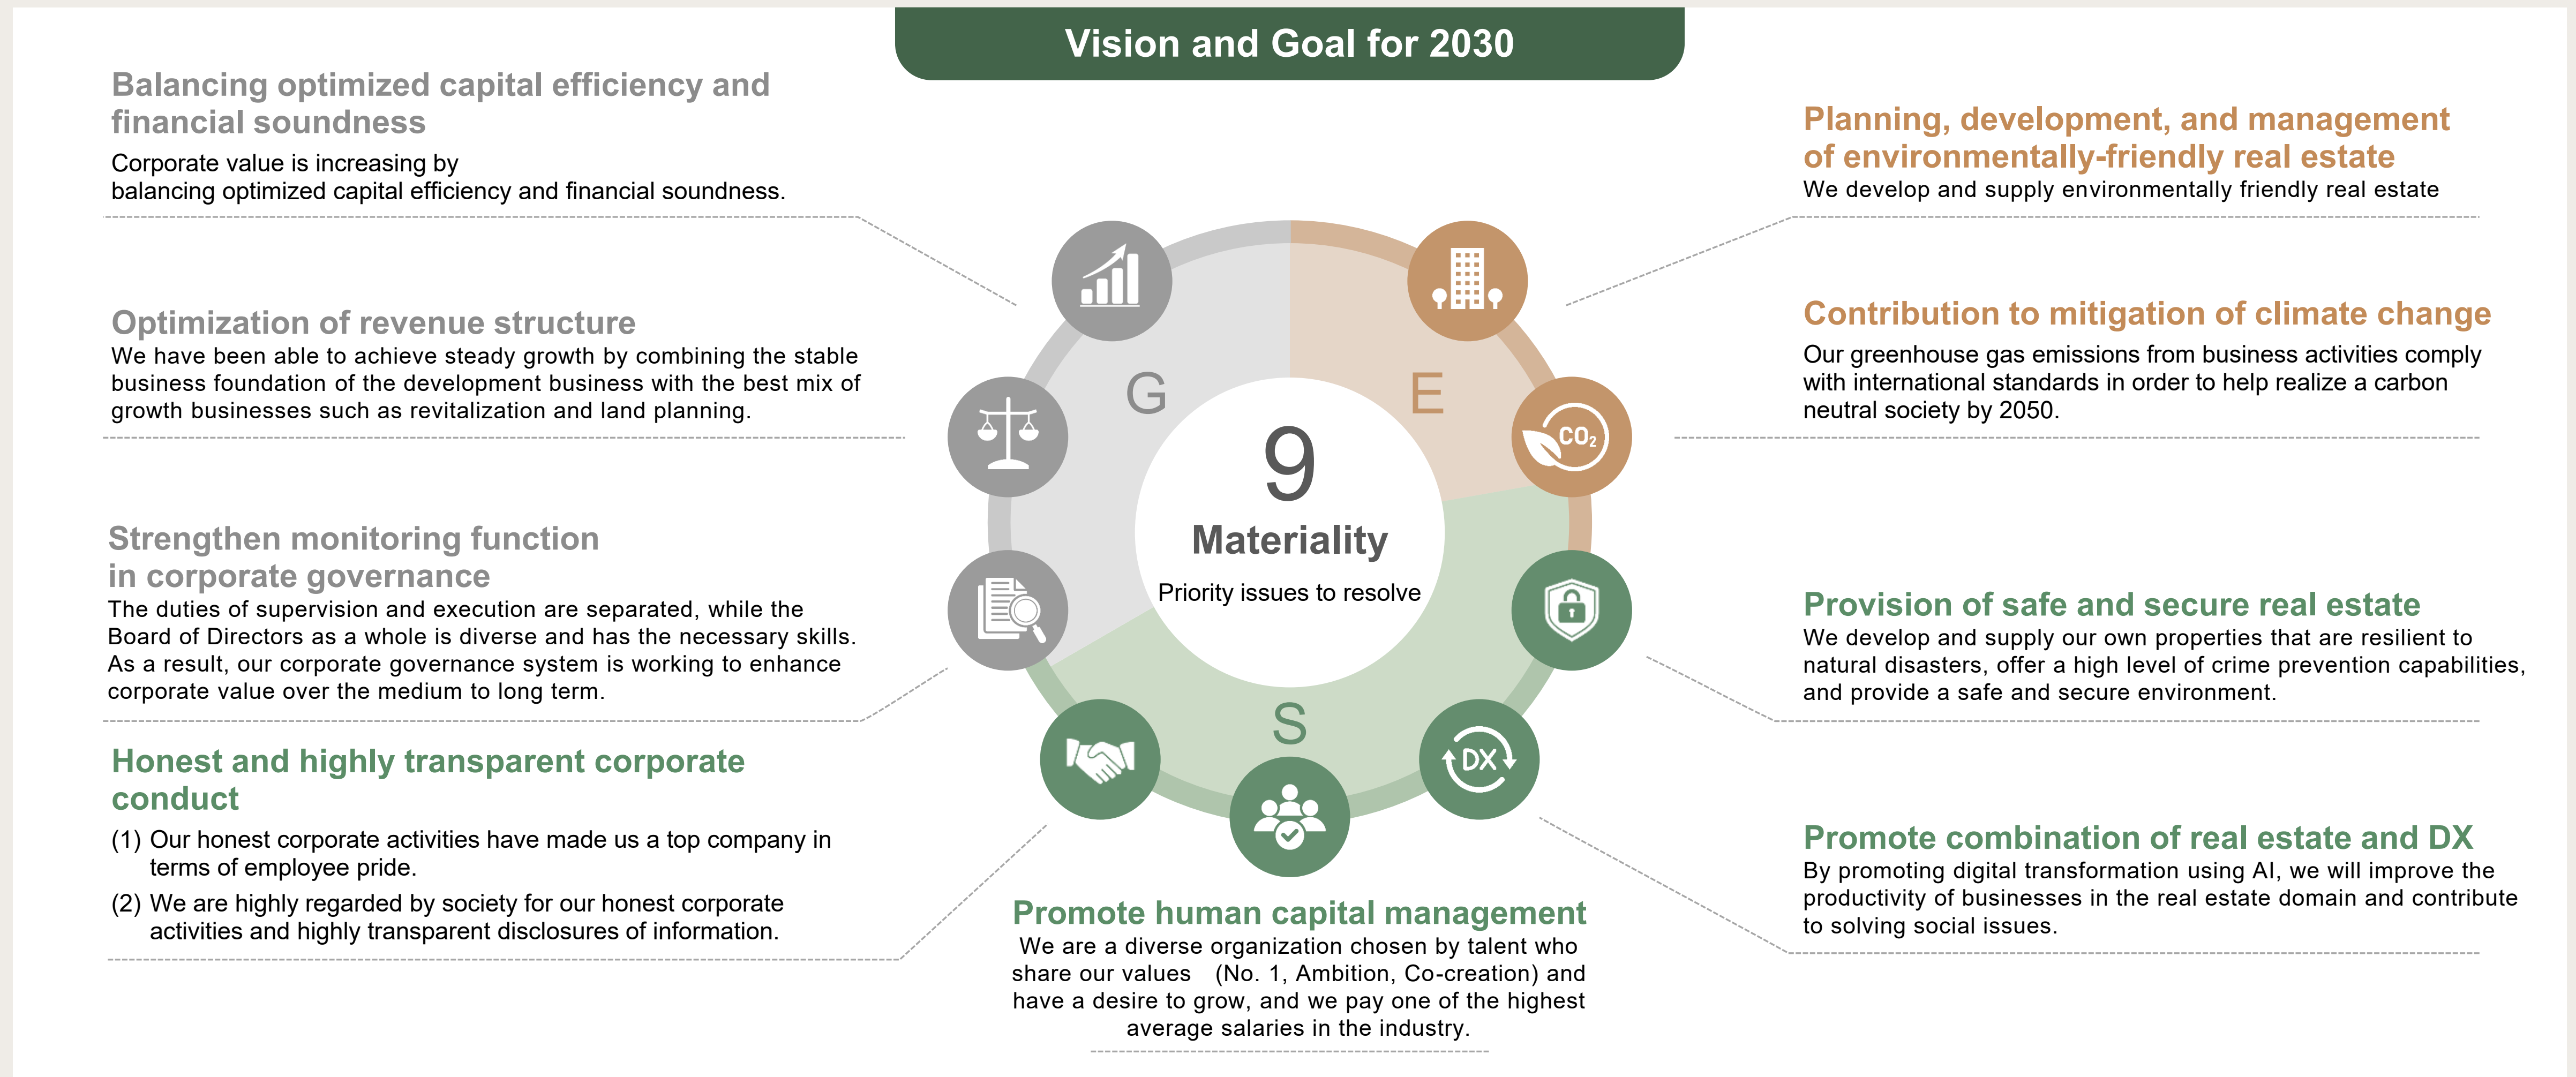 Vision and Goal for 2030
Balancing optimized capital efficiency and
financial soundness
Corporate value is increasing by
balancing optimized capital efficiency and financial soundness.
Optimization of revenue structure
We have been able to achieve steady growth by combining the stable
business foundation of the development business with the best mix of
growth businesses such as revitalization and land planning.
Strengthen monitoring function
in corporate governance
The duties of supervision and execution are separated, while the
Board of Directors as a whole is diverse and has the necessary skills.
As a result, our corporate governance system is working to enhance
corporate value over the medium to long term.
Honest and highly transparent corporate
conduct
(1) Our honest corporate activities have made us a top company in
terms of employee pride.
(2) We are highly regarded by society for our honest corporate
activities and highly transparent disclosures of information.
G
E
S
9
Materiality
Priority issues to resolve
CO₂
DX
Promote human capital management
We are a diverse organization chosen by talent who
share our values (No. 1, Ambition, Co-creation) and
have a desire to grow, and we pay one of the highest
average salaries in the industry.
Planning, development, and management
of environmentally-friendly real estate
We develop and supply environmentally friendly real estate
Contribution to mitigation of climate change
Our greenhouse gas emissions from business activities comply
with international standards in order to help realize a carbon
neutral society by 2050.
Provision of safe and secure real estate
We develop and supply our own properties that are resilient to
natural disasters, offer a high level of crime prevention capabilities,
and provide a safe and secure environment.
Promote combination of real estate and DX
By promoting digital transformation using AI, we will improve the
productivity of businesses in the real estate domain and contribute
to solving social issues.